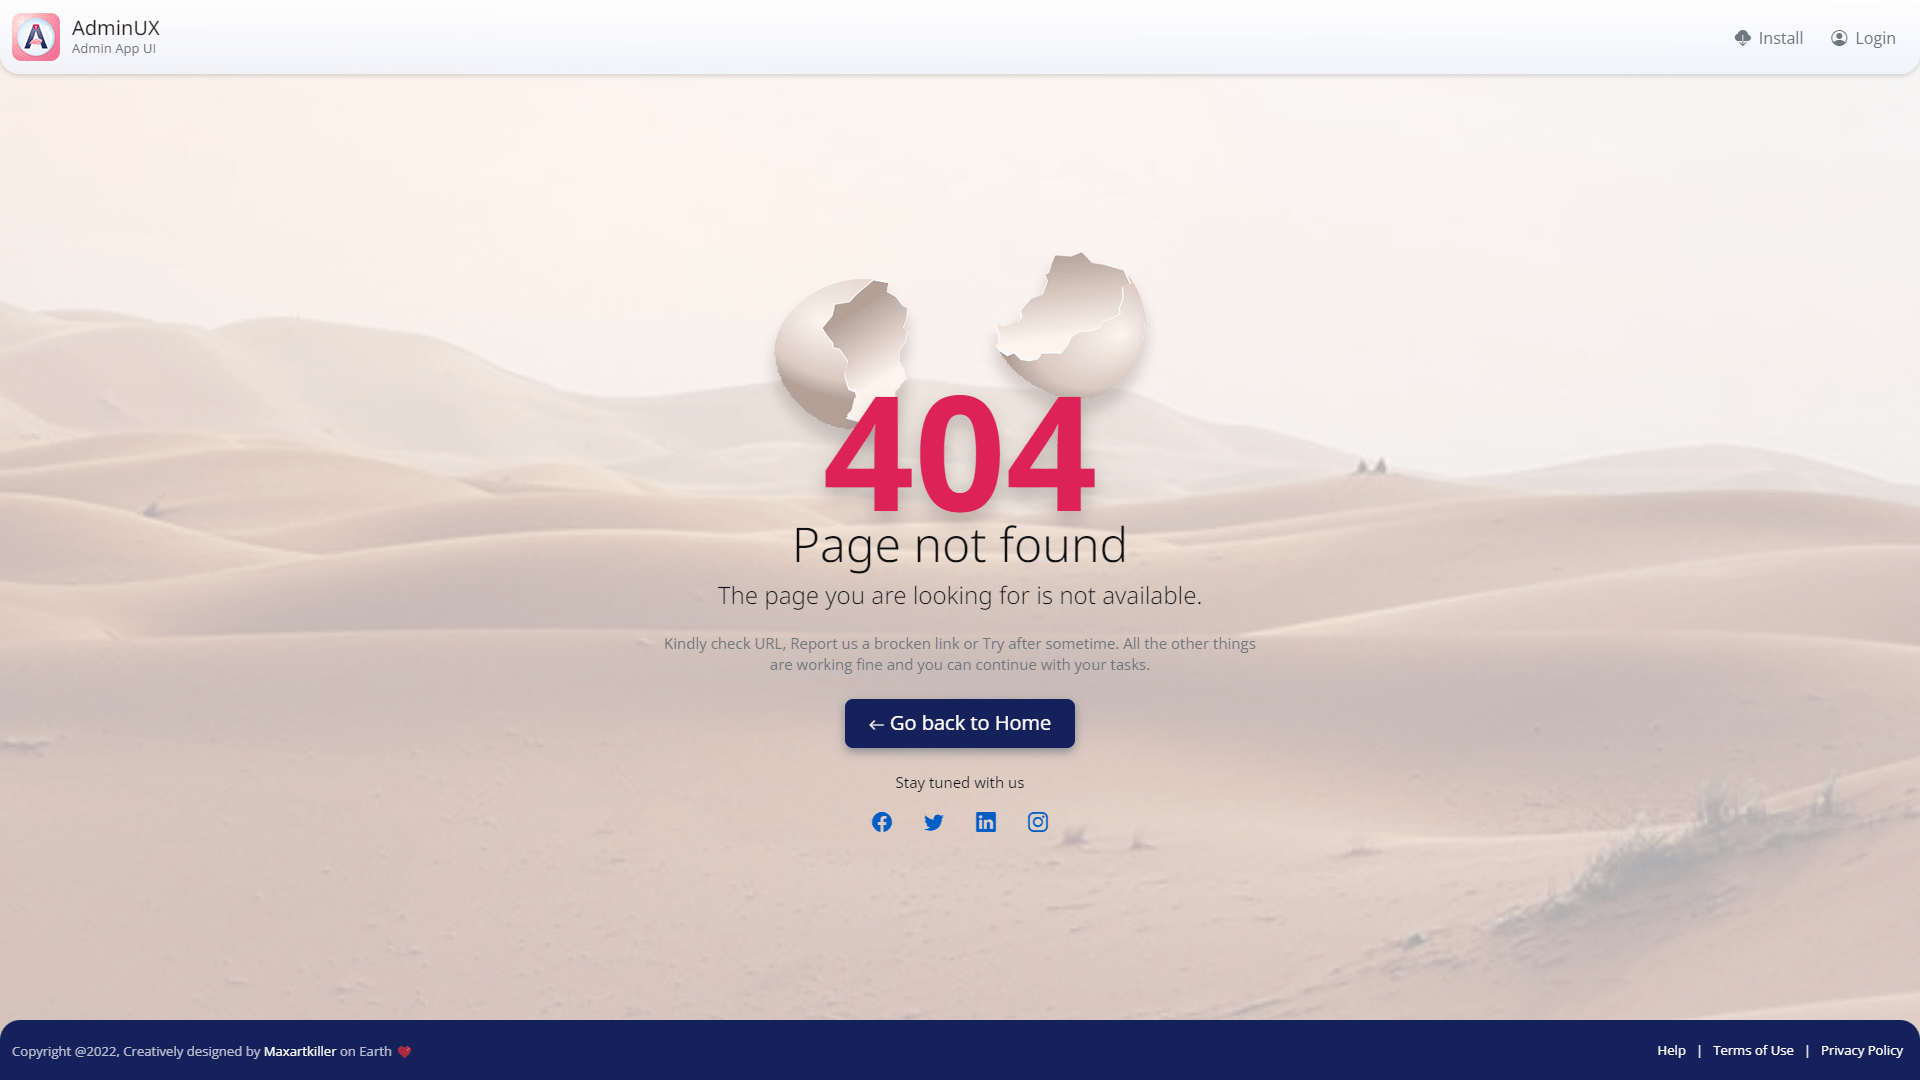 AdminUX
Admin App UI
Install
Login
404
Page not found
The page you are looking for is not available.
Kindly check URL, Report us a brocken link or Try after sometime. All the other things
are working fine and you can continue with your tasks.
← Go back to Home
Stay tuned with us
Copyright @2022, Creatively designed by Maxartkiller on Earth ❤
Help | Terms of Use | Privacy Policy